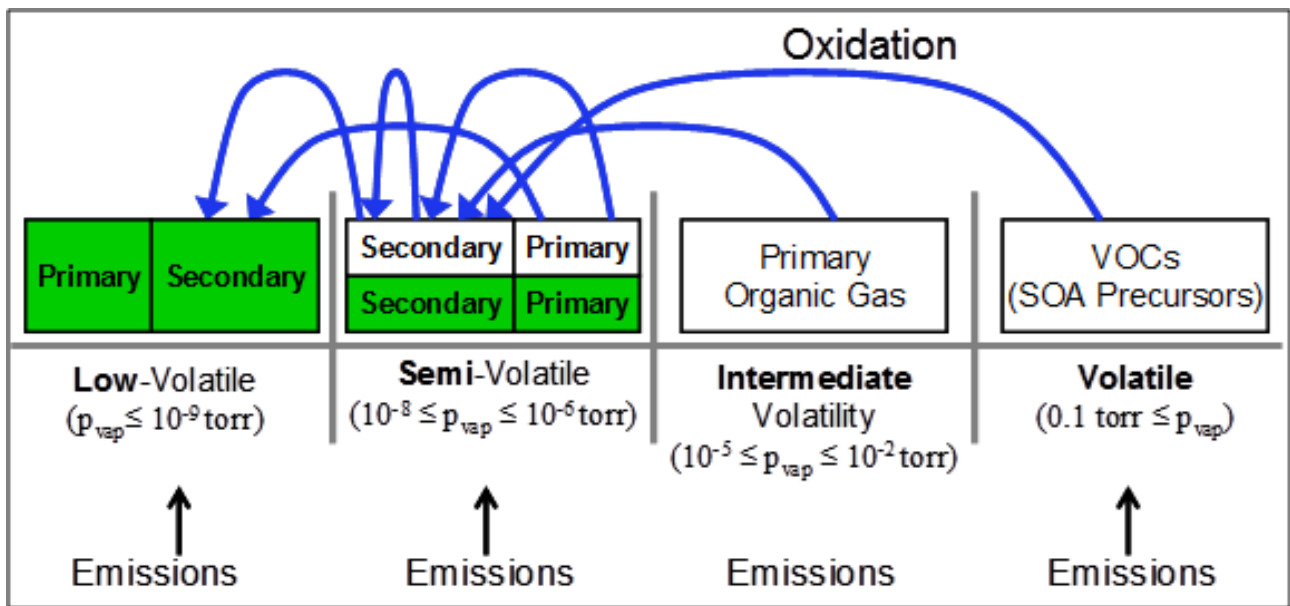 Oxidation
Primary
Secondary
Secondary
Primary
Secondary
Primary
Primary
Organic Gas
VOCs
(SOA Precursors)
Low-Volatile
(pvap ≤ 10-9 torr)
Semi-Volatile
(10-8 ≤ pvap ≤ 10-6 torr)
Intermediate
Volatility
(10-5 ≤ pvap ≤ 10-2 torr)
Volatile
(0.1 torr ≤ pvap)
Emissions
Emissions
Emissions
Emissions